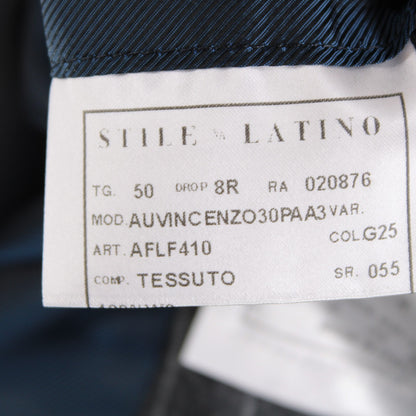 STILE LATINO
TG. 50 DROP 8R RA 020876
MOD. AUVINCENZO30PAA3 VAR.
ART. AFLF410 COL. G25
COMP. TESSUTO SR. 055